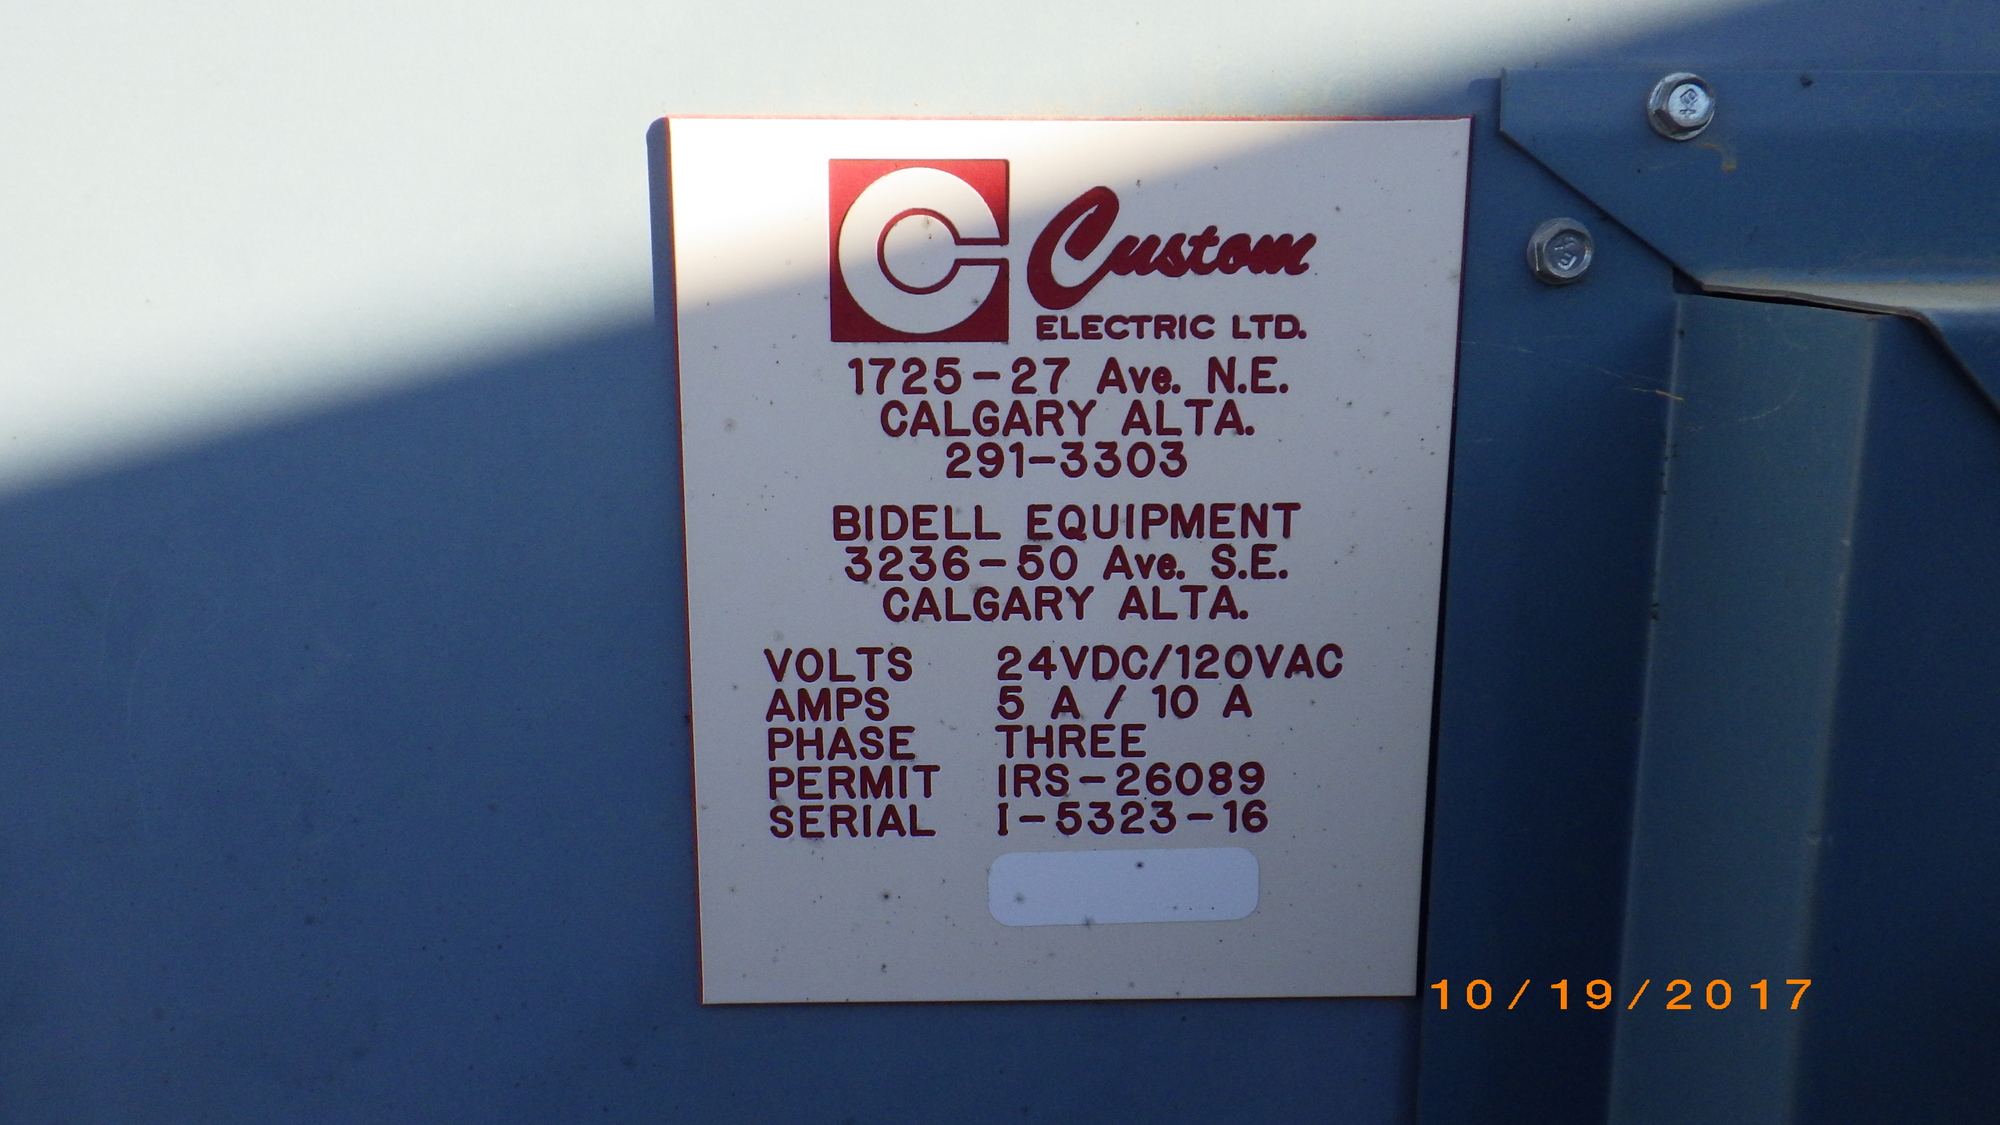 C Custom
ELECTRIC LTD.
1725-27 Ave. N.E.
CALGARY ALTA.
291-3303
BIDELL EQUIPMENT
3236-50 Ave. S.E.
CALGARY ALTA.
VOLTS 24VDC/120VAC
AMPS 5 A / 10 A
PHASE THREE
PERMIT IRS-26089
SERIAL I-5323-16
10/19/2017